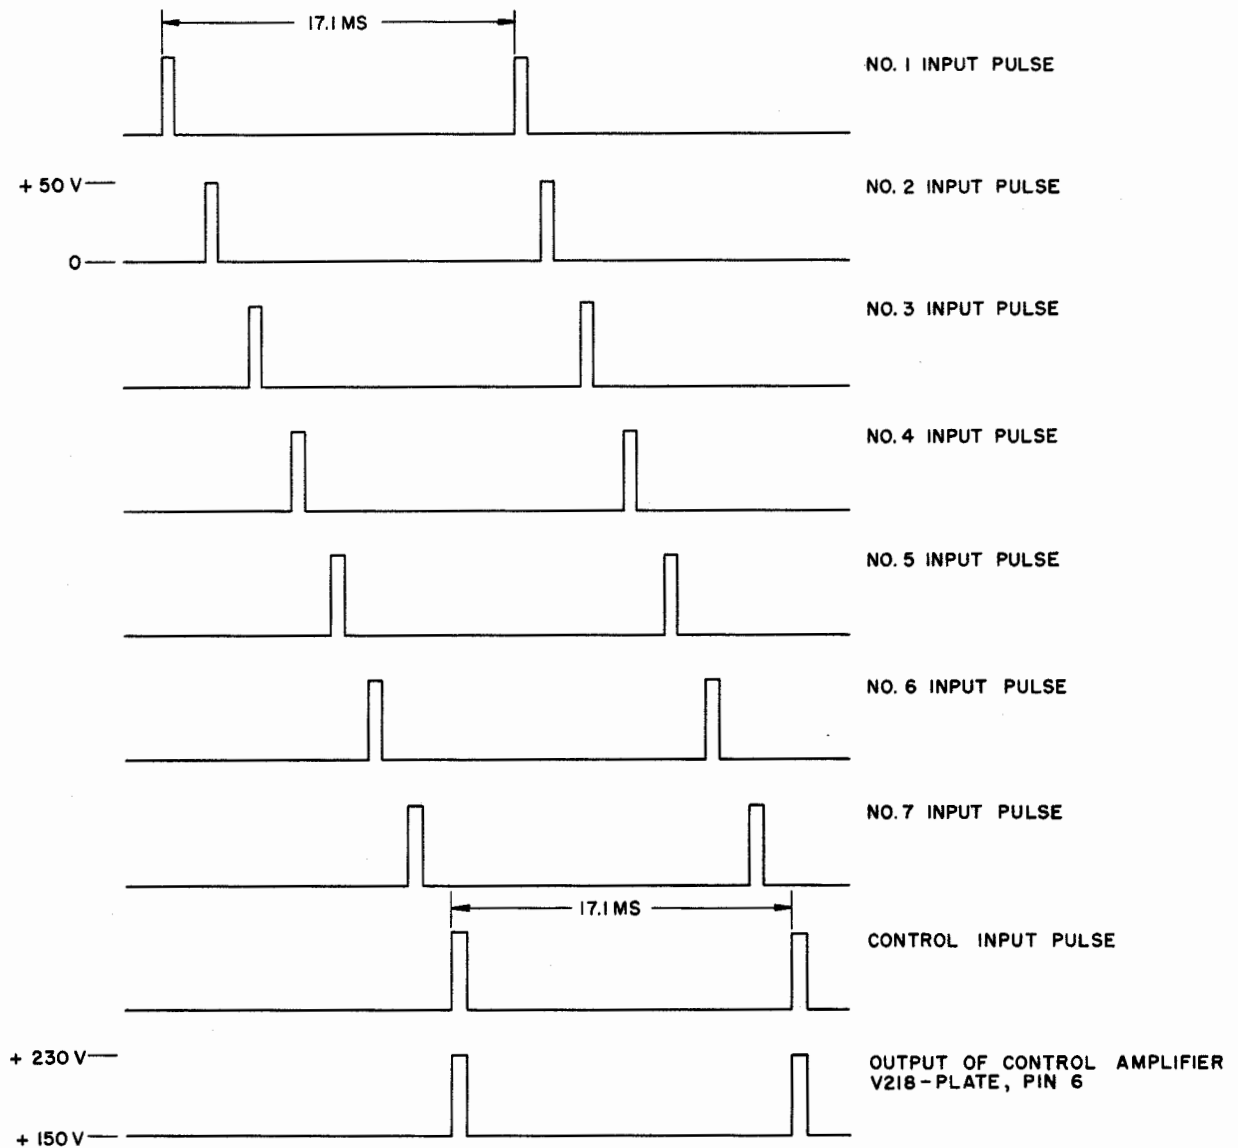 17.1 MS
NO. 1 INPUT PULSE
+ 50 V
NO. 2 INPUT PULSE
0
NO. 3 INPUT PULSE
NO. 4 INPUT PULSE
NO. 5 INPUT PULSE
NO. 6 INPUT PULSE
NO. 7 INPUT PULSE
17.1 MS
CONTROL INPUT PULSE
+ 230 V
OUTPUT OF CONTROL AMPLIFIER
V218-PLATE, PIN 6
+ 150 V